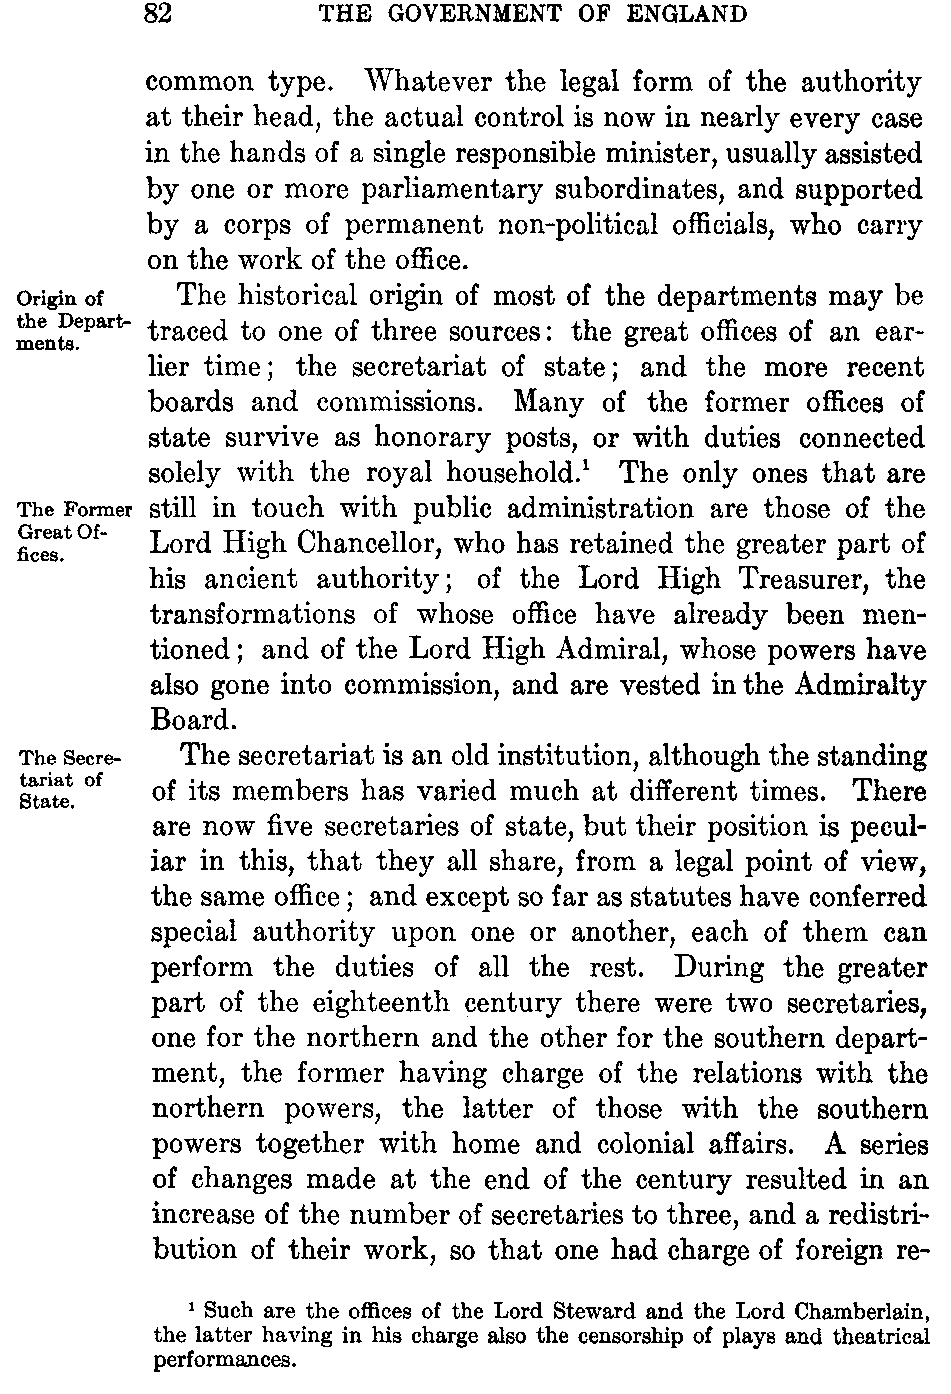 82 THE GOVERNMENT OF ENGLAND
common type. Whatever the legal form of the authority
at their head, the actual control is now in nearly every case
in the hands of a single responsible minister, usually assisted
by one or more parliamentary subordinates, and supported
by a corps of permanent non-political officials, who carry
on the work of the office.
Origin of
the Depart-
ments.
The historical origin of most of the departments may be
traced to one of three sources: the great offices of an ear-
lier time; the secretariat of state; and the more recent
boards and commissions. Many of the former offices of
state survive as honorary posts, or with duties connected
solely with the royal household.¹ The only ones that are
The Former
Great Of-
fices.
still in touch with public administration are those of the
Lord High Chancellor, who has retained the greater part of
his ancient authority; of the Lord High Treasurer, the
transformations of whose office have already been men-
tioned; and of the Lord High Admiral, whose powers have
also gone into commission, and are vested in the Admiralty
Board.
The Secre-
tariat of
State.
The secretariat is an old institution, although the standing
of its members has varied much at different times. There
are now five secretaries of state, but their position is pecul-
iar in this, that they all share, from a legal point of view,
the same office; and except so far as statutes have conferred
special authority upon one or another, each of them can
perform the duties of all the rest. During the greater
part of the eighteenth century there were two secretaries,
one for the northern and the other for the southern depart-
ment, the former having charge of the relations with the
northern powers, the latter of those with the southern
powers together with home and colonial affairs. A series
of changes made at the end of the century resulted in an
increase of the number of secretaries to three, and a redistri-
bution of their work, so that one had charge of foreign re-
¹ Such are the offices of the Lord Steward and the Lord Chamberlain,
the latter having in his charge also the censorship of plays and theatrical
performances.